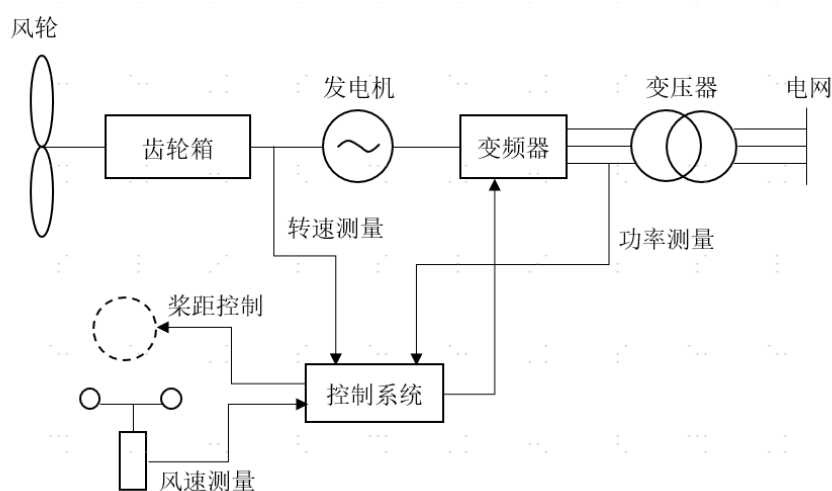 风轮
发电机
变压器
电网
齿轮箱
变频器
转速测量
功率测量
桨距控制
控制系统
风速测量